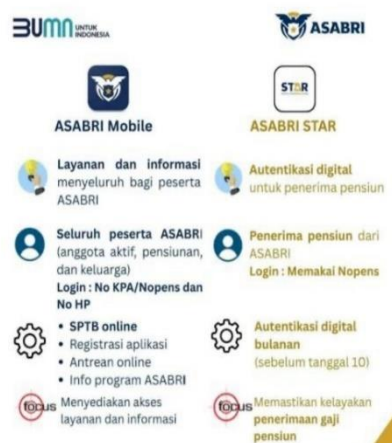 BUMN UNTUK INDONESIA
ASABRI
STAR
ASABRI Mobile
ASABRI STAR
Layanan dan informasi
menyeluruh bagi peserta
ASABRI
Autentikasi digital
untuk penerima pensiun
Seluruh peserta ASABRI
(anggota aktif, pensiunan,
dan keluarga)
Login : No KPA/Nopens dan
No HP
Penerima pensiun dari
ASABRI
Login : Memakai Nopens
• SPTB online
• Registrasi aplikasi
• Antrean online
• Info program ASABRI
Autentikasi digital
bulanan
(sebelum tanggal 10)
focus
Menyediakan akses
layanan dan informasi
focus
Memastikan kelayakan
penerimaan gaji
pensiun